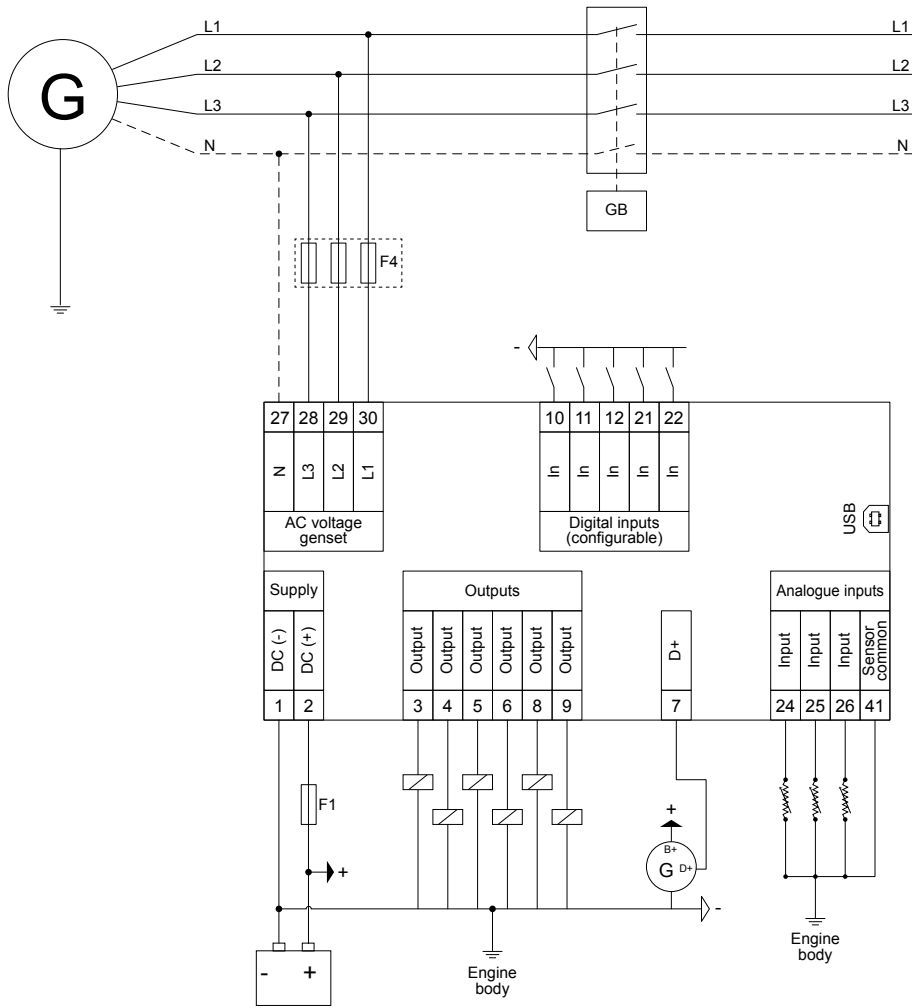 L1
L1
L2
L2
G
L3
L3
N
N
GB
F4
-
27 28 29 30
10 11 12 21 22
N L3 L2 L1
In In In In In
AC voltage
genset
Digital inputs
(configurable)
USB
Supply
Outputs
Analogue inputs
DC (-) DC (+)
Output Output Output Output Output Output
D+
Input Input Input Sensor
common
1 2
3 4 5 6 8 9
7
24 25 26 41
F1
+
+
B+
G D+
-
Engine
body
Engine
body
- +